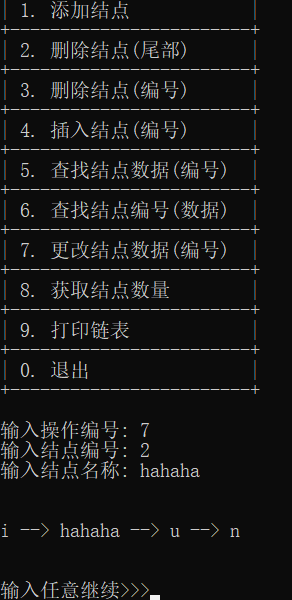 | 1. 添加结点 |
+------------------------+
| 2. 删除结点(尾部) |
+------------------------+
| 3. 删除结点(编号) |
+------------------------+
| 4. 插入结点(编号) |
+------------------------+
| 5. 查找结点数据(编号) |
+------------------------+
| 6. 查找结点编号(数据) |
+------------------------+
| 7. 更改结点数据(编号) |
+------------------------+
| 8. 获取结点数量 |
+------------------------+
| 9. 打印链表 |
+------------------------+
| 0. 退出 |
+------------------------+
输入操作编号: 7
输入结点编号: 2
输入结点名称: hahaha
i --> hahaha --> u --> n
输入任意继续>>>